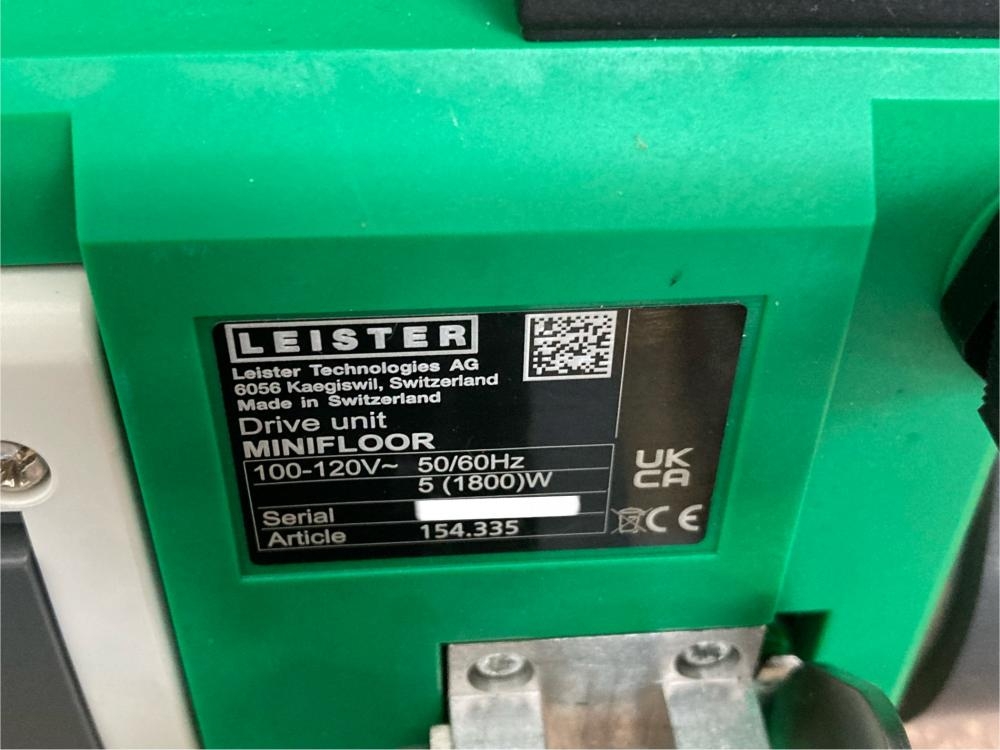 LEISTER
Leister Technologies AG
6056 Kaegiswil, Switzerland
Made in Switzerland
Drive unit
MINIFLOOR
100-120V~ 50/60Hz
5 (1800)W
Serial
Article 154.335
UK
CA
CE